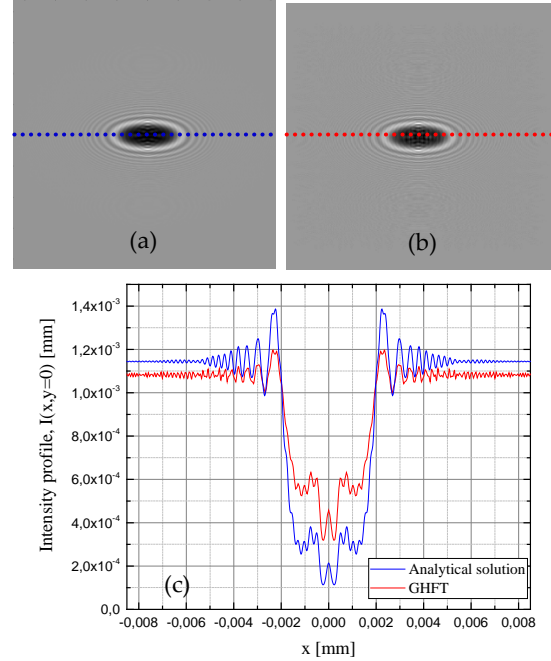 (a)
(b)
Intensity profile, I(x,y=0) [mm]
1,4x10⁻³
1,2x10⁻³
1,0x10⁻³
8,0x10⁻⁴
6,0x10⁻⁴
4,0x10⁻⁴
2,0x10⁻⁴
0,0
(c)
Analytical solution
GHFT
-0,008 -0,006 -0,004 -0,002 0,000 0,002 0,004 0,006 0,008
x [mm]